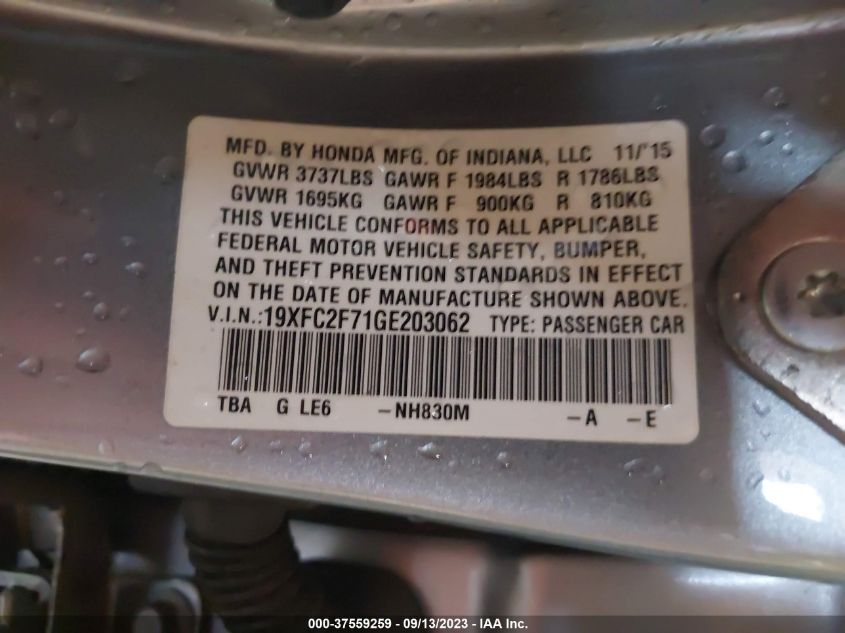 MFD. BY HONDA MFG. OF INDIANA, LLC 11/'15
GVWR 3737LBS GAWR F 1984LBS R 1786LBS
GVWR 1695KG GAWR F 900KG R 810KG
THIS VEHICLE CONFORMS TO ALL APPLICABLE
FEDERAL MOTOR VEHICLE SAFETY, BUMPER,
AND THEFT PREVENTION STANDARDS IN EFFECT
ON THE DATE OF MANUFACTURE SHOWN ABOVE.
V.I.N.:19XFC2F71GE203062 TYPE: PASSENGER CAR
TBA G LE6 -NH830M -A -E
000-37559259 - 09/13/2023 - IAA Inc.